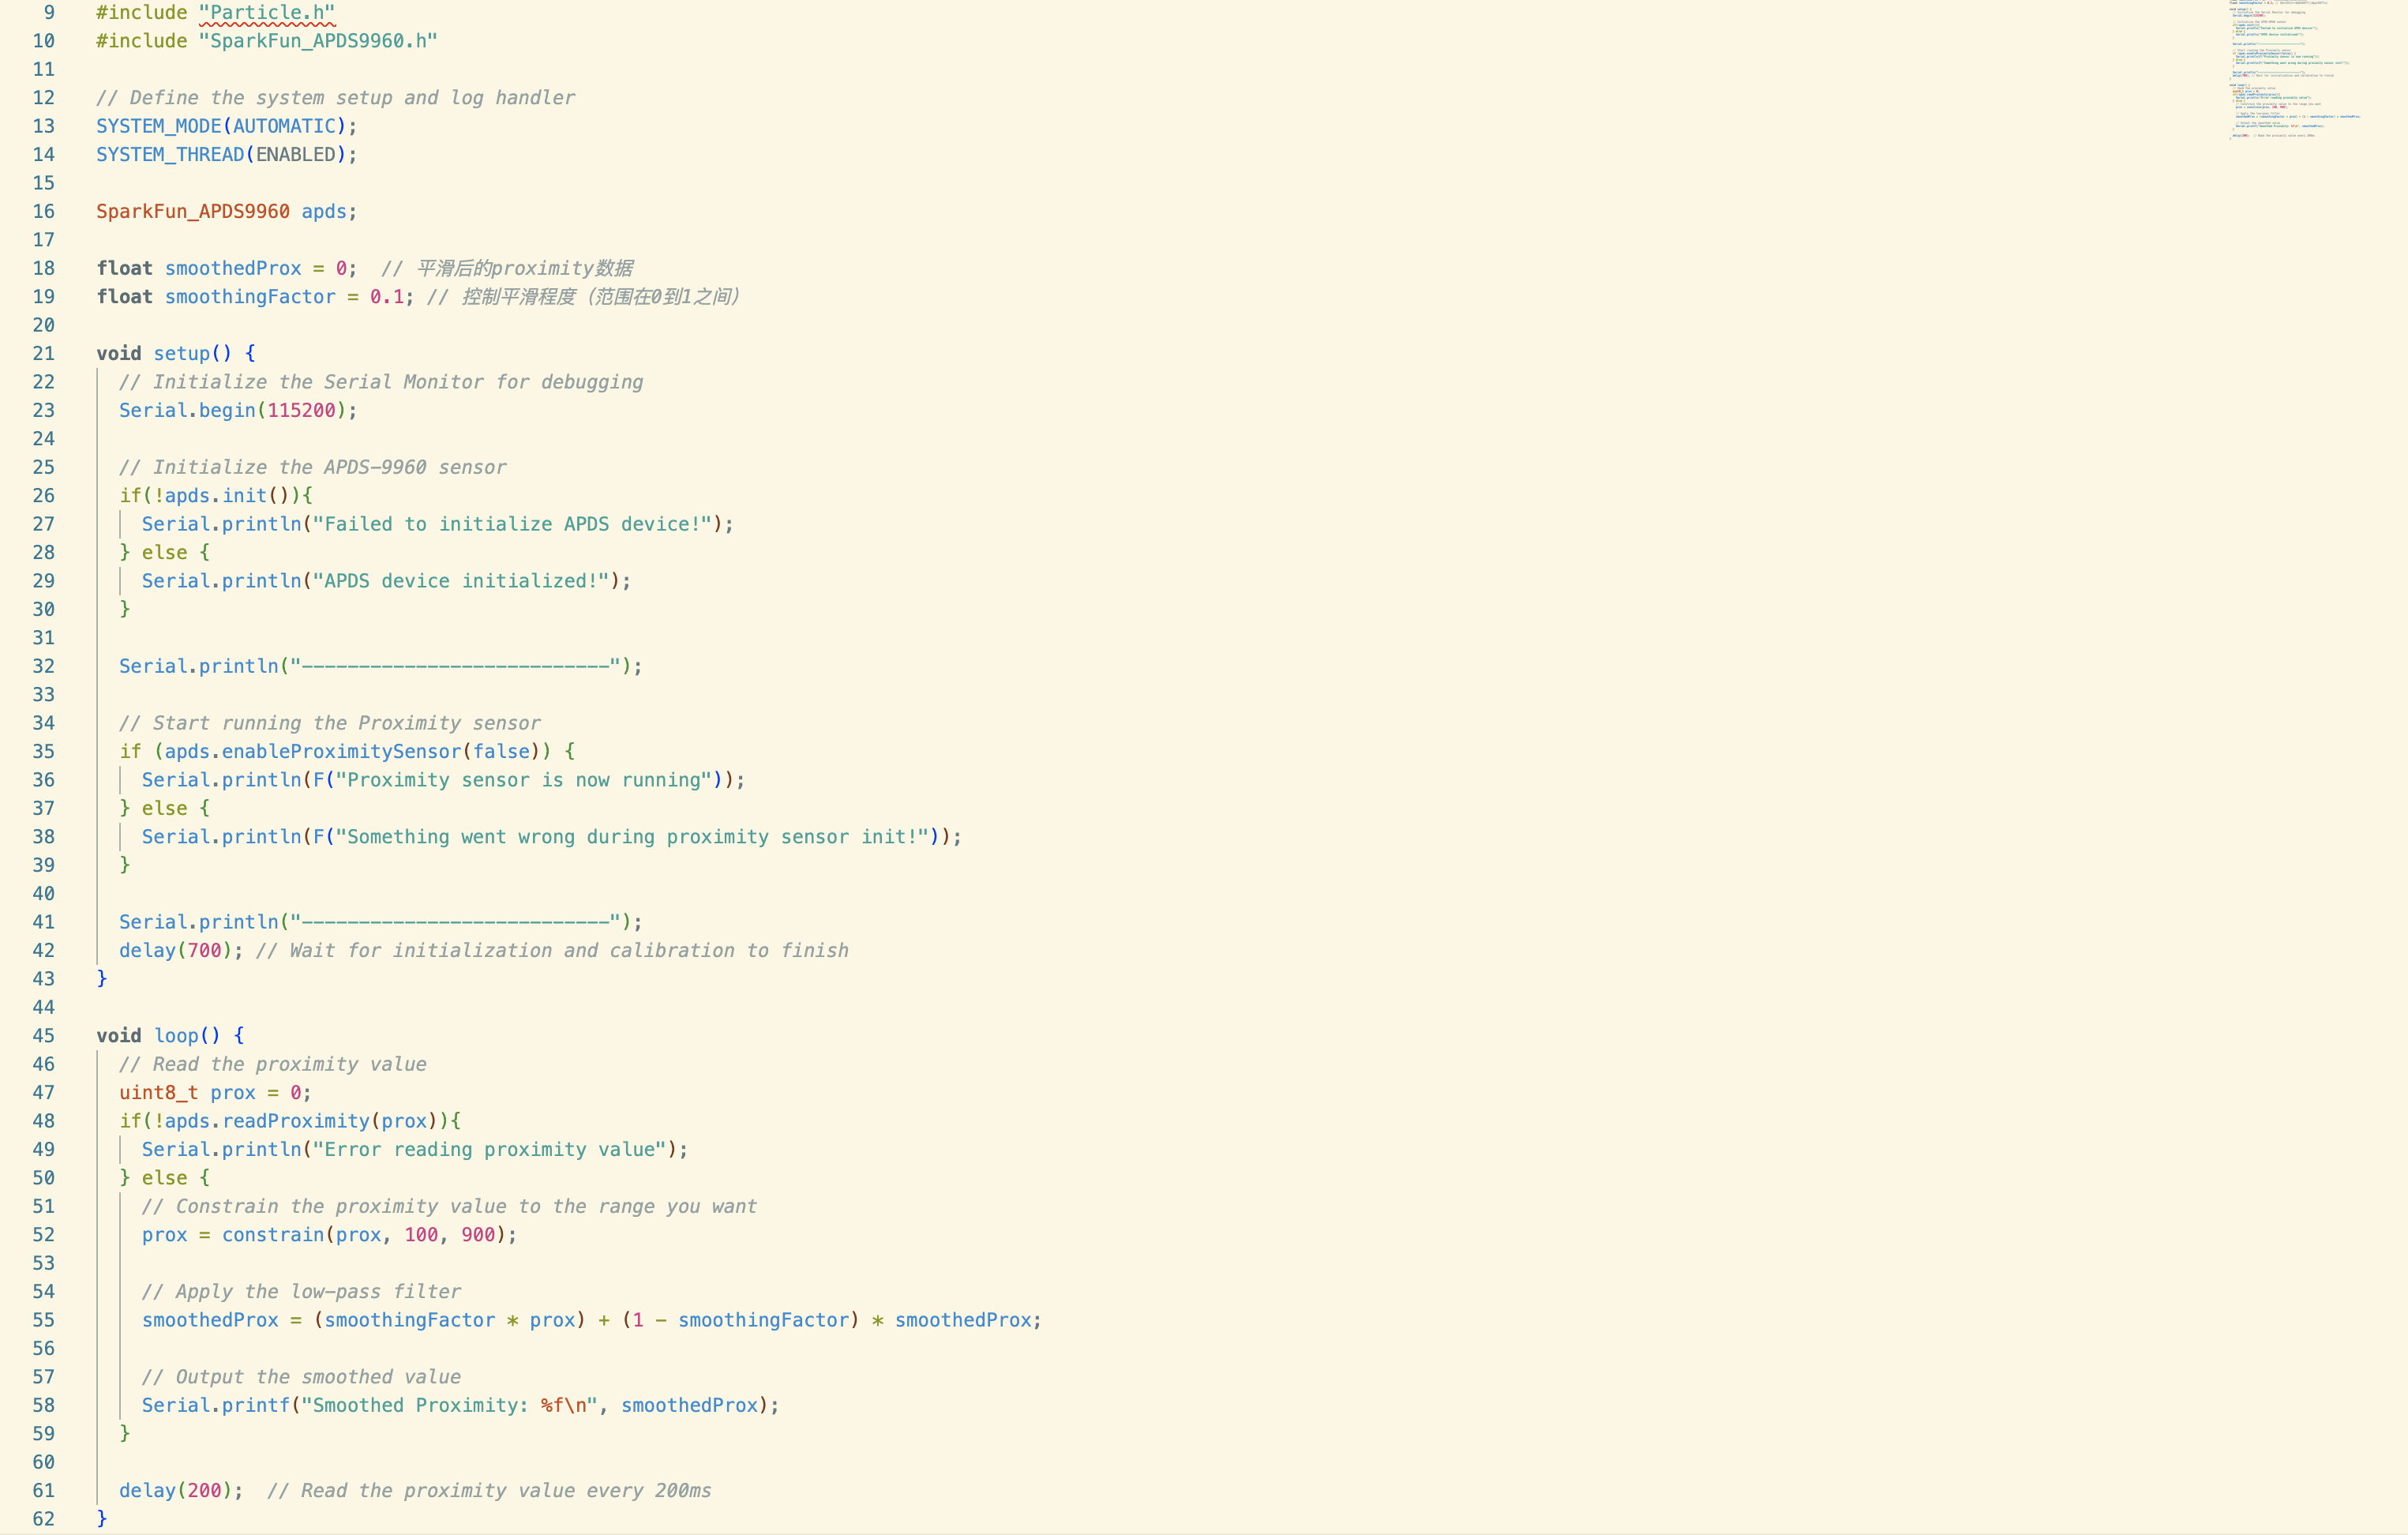 9 #include "Particle.h"
10 #include "SparkFun_APDS9960.h"
11
12 // Define the system setup and log handler
13 SYSTEM_MODE(AUTOMATIC);
14 SYSTEM_THREAD(ENABLED);
15
16 SparkFun_APDS9960 apds;
17
18 float smoothedProx = 0;  // 平滑后的proximity数据
19 float smoothingFactor = 0.1; // 控制平滑程度（范围在0到1之间）
20
21 void setup() {
22   // Initialize the Serial Monitor for debugging
23   Serial.begin(115200);
24
25   // Initialize the APDS-9960 sensor
26   if(!apds.init()){
27     Serial.println("Failed to initialize APDS device!");
28   } else {
29     Serial.println("APDS device initialized!");
30   }
31
32   Serial.println("---------------------------");
33
34   // Start running the Proximity sensor
35   if (apds.enableProximitySensor(false)) {
36     Serial.println(F("Proximity sensor is now running"));
37   } else {
38     Serial.println(F("Something went wrong during proximity sensor init!"));
39   }
40
41   Serial.println("---------------------------");
42   delay(700); // Wait for initialization and calibration to finish
43 }
44
45 void loop() {
46   // Read the proximity value
47   uint8_t prox = 0;
48   if(!apds.readProximity(prox)){
49     Serial.println("Error reading proximity value");
50   } else {
51     // Constrain the proximity value to the range you want
52     prox = constrain(prox, 100, 900);
53
54     // Apply the low-pass filter
55     smoothedProx = (smoothingFactor * prox) + (1 - smoothingFactor) * smoothedProx;
56
57     // Output the smoothed value
58     Serial.printf("Smoothed Proximity: %f\n", smoothedProx);
59   }
60
61   delay(200);  // Read the proximity value every 200ms
62 }